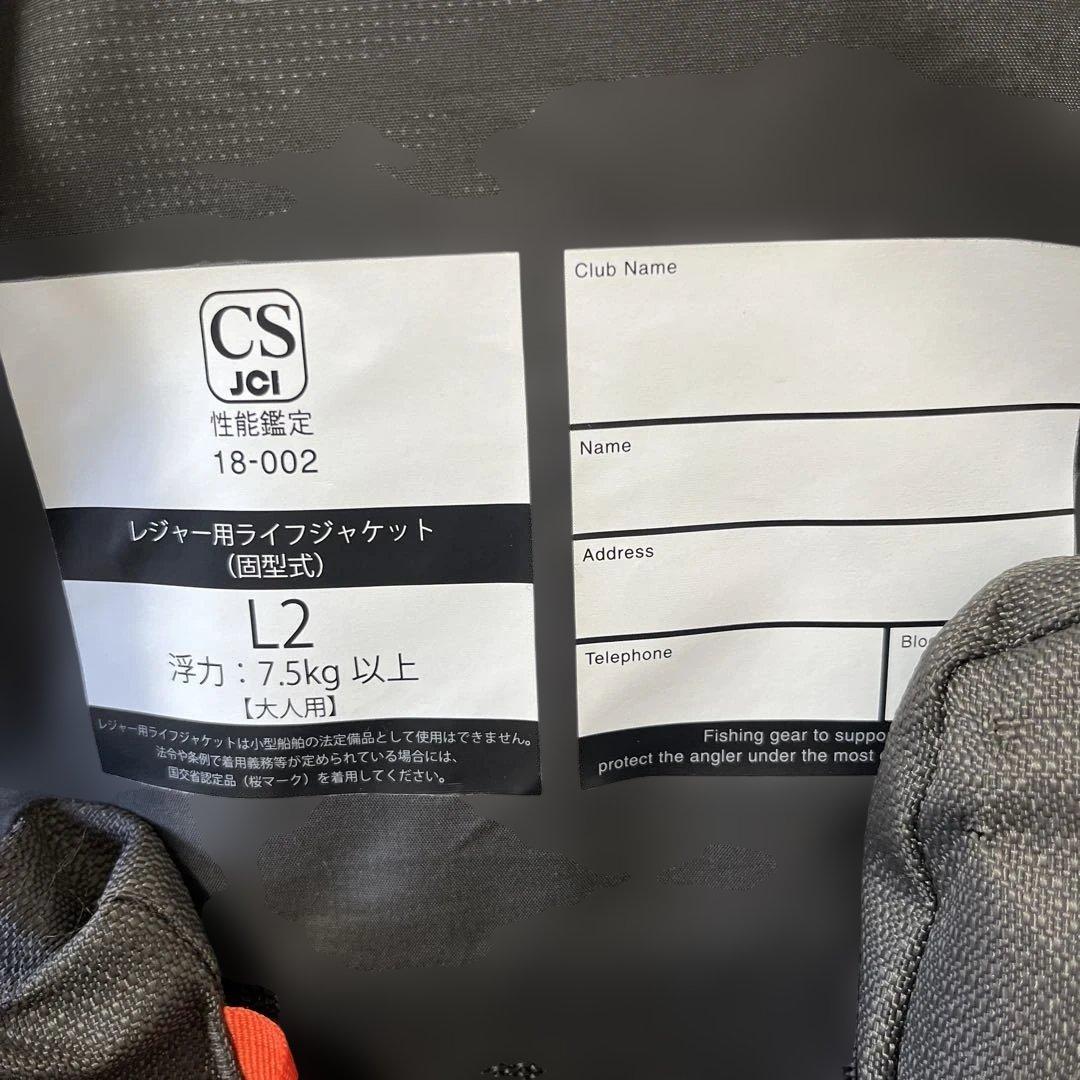 CS
JCI
性能鑑定
18-002
レジャー用ライフジャケット
（固型式）
L2
浮力：7.5kg 以上
【大人用】
レジャー用ライフジャケットは小型船舶の法定備品として使用はできません。
法令や条例で着用義務等が定められている場合には、
国交省認定品（桜マーク）を着用してください。
Club Name
Name
Address
Telephone
Fishing gear to
protect the angler under the most